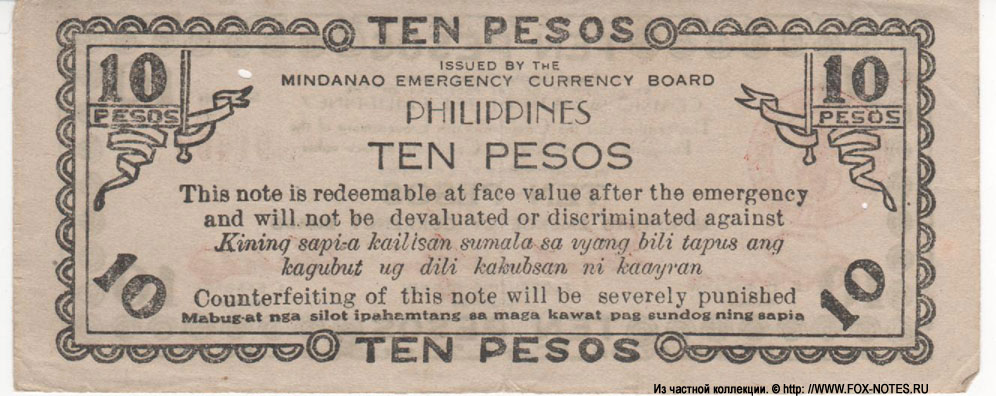 TEN PESOS
10 PESOS
10 PESOS
ISSUED BY THE
MINDANAO EMERGENCY CURRENCY BOARD
PHILIPPINES
TEN PESOS
This note is redeemable at face value after the emergency
and will not be devaluated or discriminated against
Kining sapi-a kailisan sumala sa iyang bili tapus ang
kagubut ug dili kakubsan ni kaayran
10
10
Counterfeiting of this note will be severely punished
Mabug-at nga silot ipahamtang sa maga kawat pag sundog ning sapia
TEN PESOS
Из частной коллекции. © http: //WWW.FOX-NOTES.RU